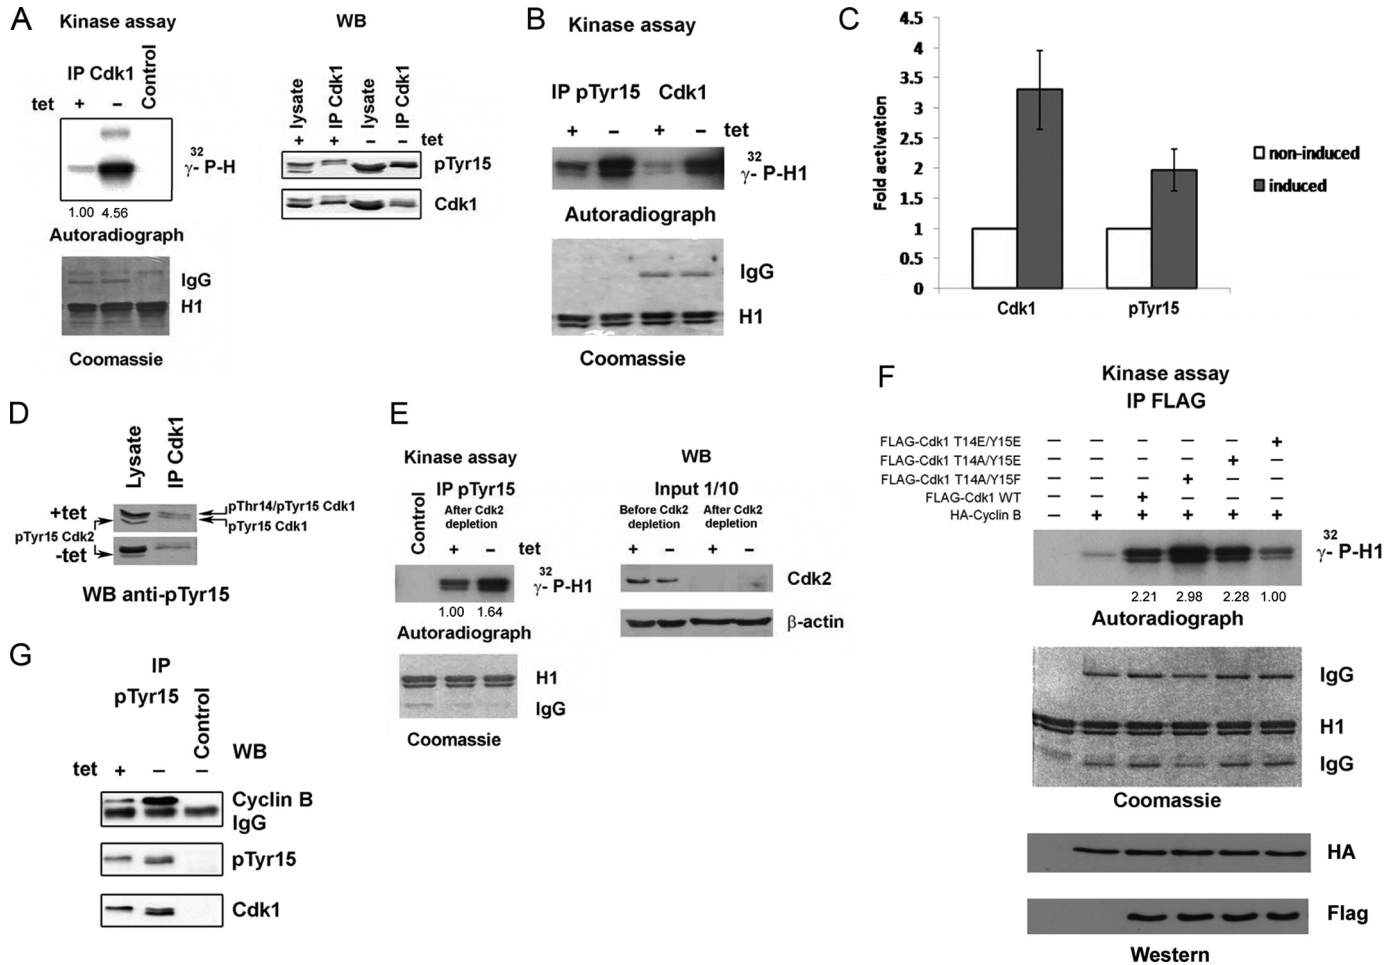 A
Kinase assay
WB
IP Cdk1
Control
tet + −
32
γ- P-H
1.00 4.56
Autoradiograph
IgG
H1
Coomassie
lysate
IP Cdk1
lysate
IP Cdk1
+ + − − tet
pTyr15
Cdk1
B
Kinase assay
IP pTyr15 Cdk1
+ − + − tet
32
γ- P-H1
Autoradiograph
IgG
H1
Coomassie
C
4.5
4
3.5
3
2.5
2
1.5
1
0.5
0
Fold activation
Cdk1
pTyr15
non-induced
induced
D
Lysate
IP Cdk1
+tet
pThr14/pTyr15 Cdk1
pTyr15 Cdk1
pTyr15 Cdk2
-tet
WB anti-pTyr15
E
Kinase assay
WB
Control
IP pTyr15
After Cdk2
depletion
+ − tet
32
γ- P-H1
1.00 1.64
Autoradiograph
H1
IgG
Coomassie
Input 1/10
Before Cdk2
depletion
After Cdk2
depletion
+ − + −
Cdk2
β-actin
F
Kinase assay
IP FLAG
FLAG-Cdk1 T14E/Y15E − − − − − +
FLAG-Cdk1 T14A/Y15E − − − − + −
FLAG-Cdk1 T14A/Y15F − − − + − −
FLAG-Cdk1 WT − − + − − −
HA-Cyclin B − + + + + +
32
γ- P-H1
2.21 2.98 2.28 1.00
Autoradiograph
IgG
H1
IgG
Coomassie
HA
Flag
Western
G
IP
pTyr15
Control
WB
tet + − −
Cyclin B
IgG
pTyr15
Cdk1